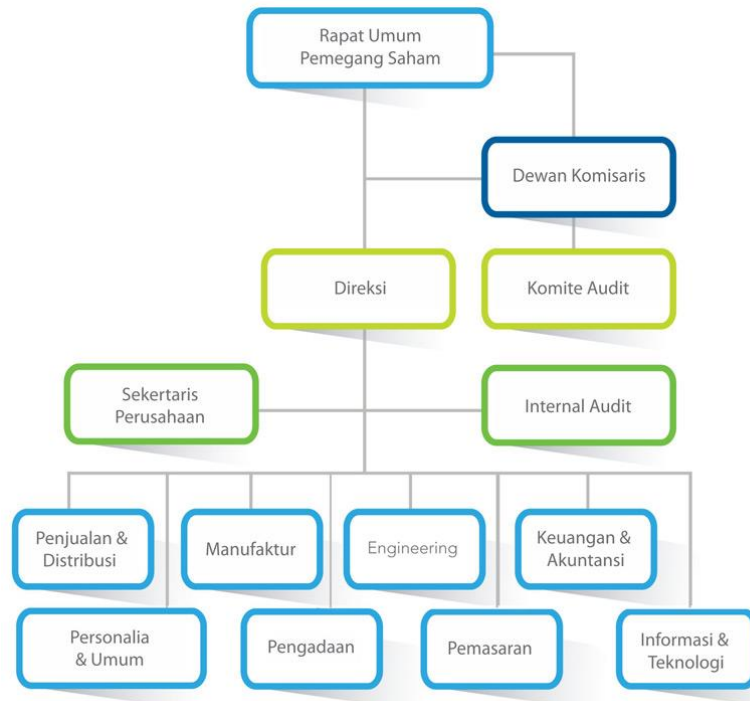 Rapat Umum
Pemegang Saham
Dewan Komisaris
Direksi
Komite Audit
Sekertaris
Perusahaan
Internal Audit
Penjualan &
Distribusi
Manufaktur
Engineering
Keuangan &
Akuntansi
Personalia
& Umum
Pengadaan
Pemasaran
Informasi &
Teknologi